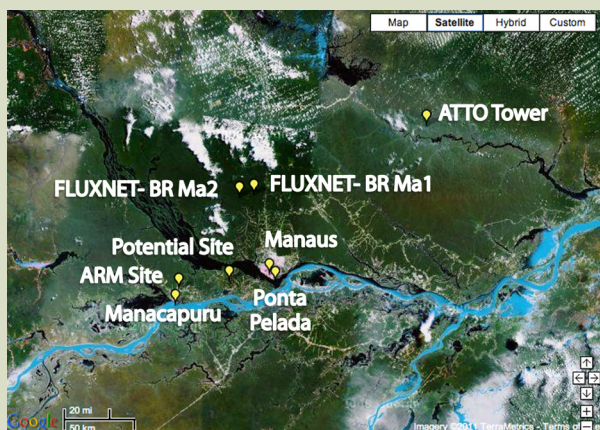 Map Satellite Hybrid Custom
ATTO Tower
FLUXNET- BR Ma2
FLUXNET- BR Ma1
Potential Site
Manaus
ARM Site
Manacapuru
Ponta
Pelada
20 mi
50 km
Google
Imagery ©2011 TerraMetrics - Terms of